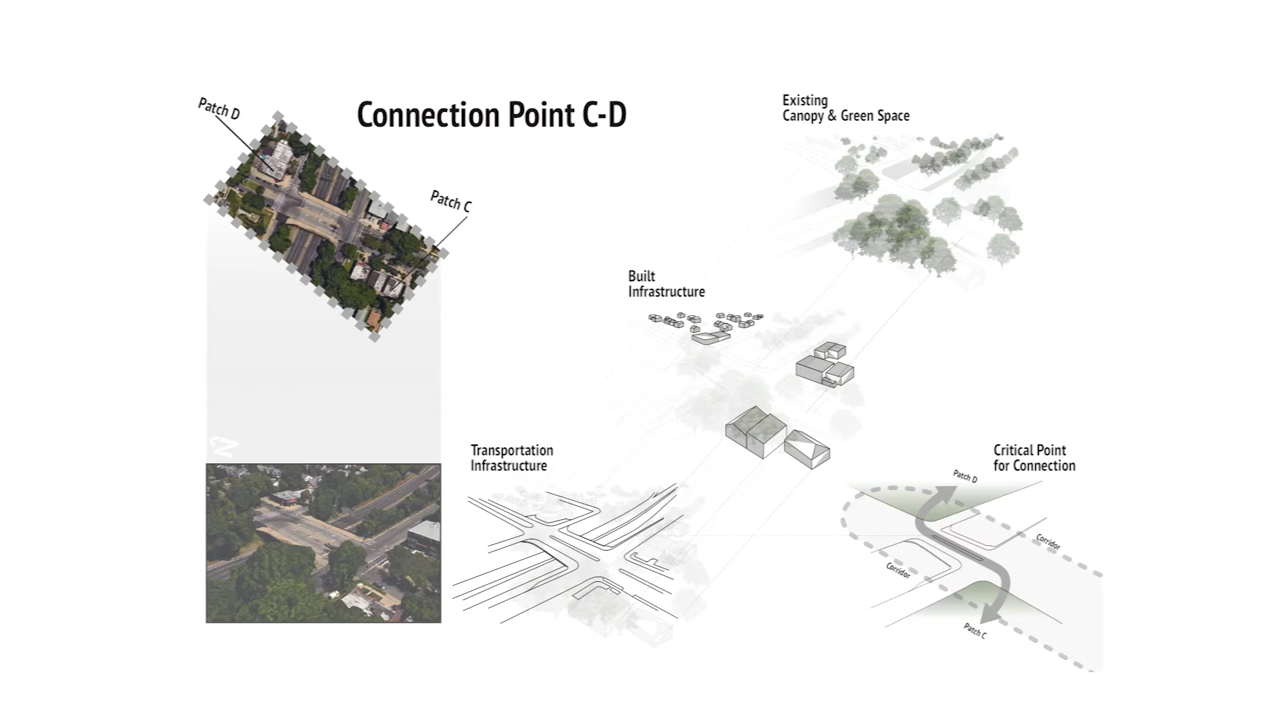 Patch D
Connection Point C-D
Existing
Canopy & Green Space
Patch C
Built
Infrastructure
Transportation
Infrastructure
Critical Point
for Connection
Patch D
Corridor
Corridor
Patch C